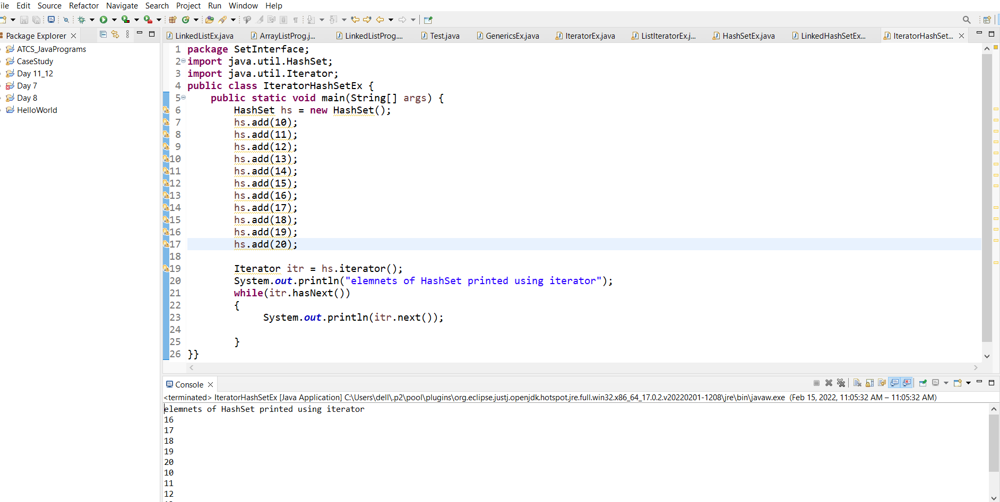 ile Edit Source Refactor Navigate Search Project Run Window Help
Package Explorer
ATCS_JavaPrograms
CaseStudy
Day 11_12
Day 7
Day 8
HelloWorld
LinkedListEx.java ArrayListProg.j... LinkedListProg.... Test.java GenericsEx.java IteratorEx.java ListIteratorEx.j... HashSetEx.java LinkedHashSetEx... IteratorHashSet...
1 package SetInterface;
2 import java.util.HashSet;
3 import java.util.Iterator;
4 public class IteratorHashSetEx {
5 public static void main(String[] args) {
6 HashSet hs = new HashSet();
7 hs.add(10);
8 hs.add(11);
9 hs.add(12);
10 hs.add(13);
11 hs.add(14);
12 hs.add(15);
13 hs.add(16);
14 hs.add(17);
15 hs.add(18);
16 hs.add(19);
17 hs.add(20);
18
19 Iterator itr = hs.iterator();
20 System.out.println("elemnets of HashSet printed using iterator");
21 while(itr.hasNext())
22 {
23 System.out.println(itr.next());
24
25 }
26 }}
Console
<terminated> IteratorHashSetEx [Java Application] C:\Users\dell\.p2\pool\plugins\org.eclipse.justj.openjdk.hotspot.jre.full.win32.x86_64_17.0.2.v20220201-1208\jre\bin\javaw.exe (Feb 15, 2022, 11:05:32 AM – 11:05:32 AM)
elemnets of HashSet printed using iterator
16
17
18
19
20
10
11
12